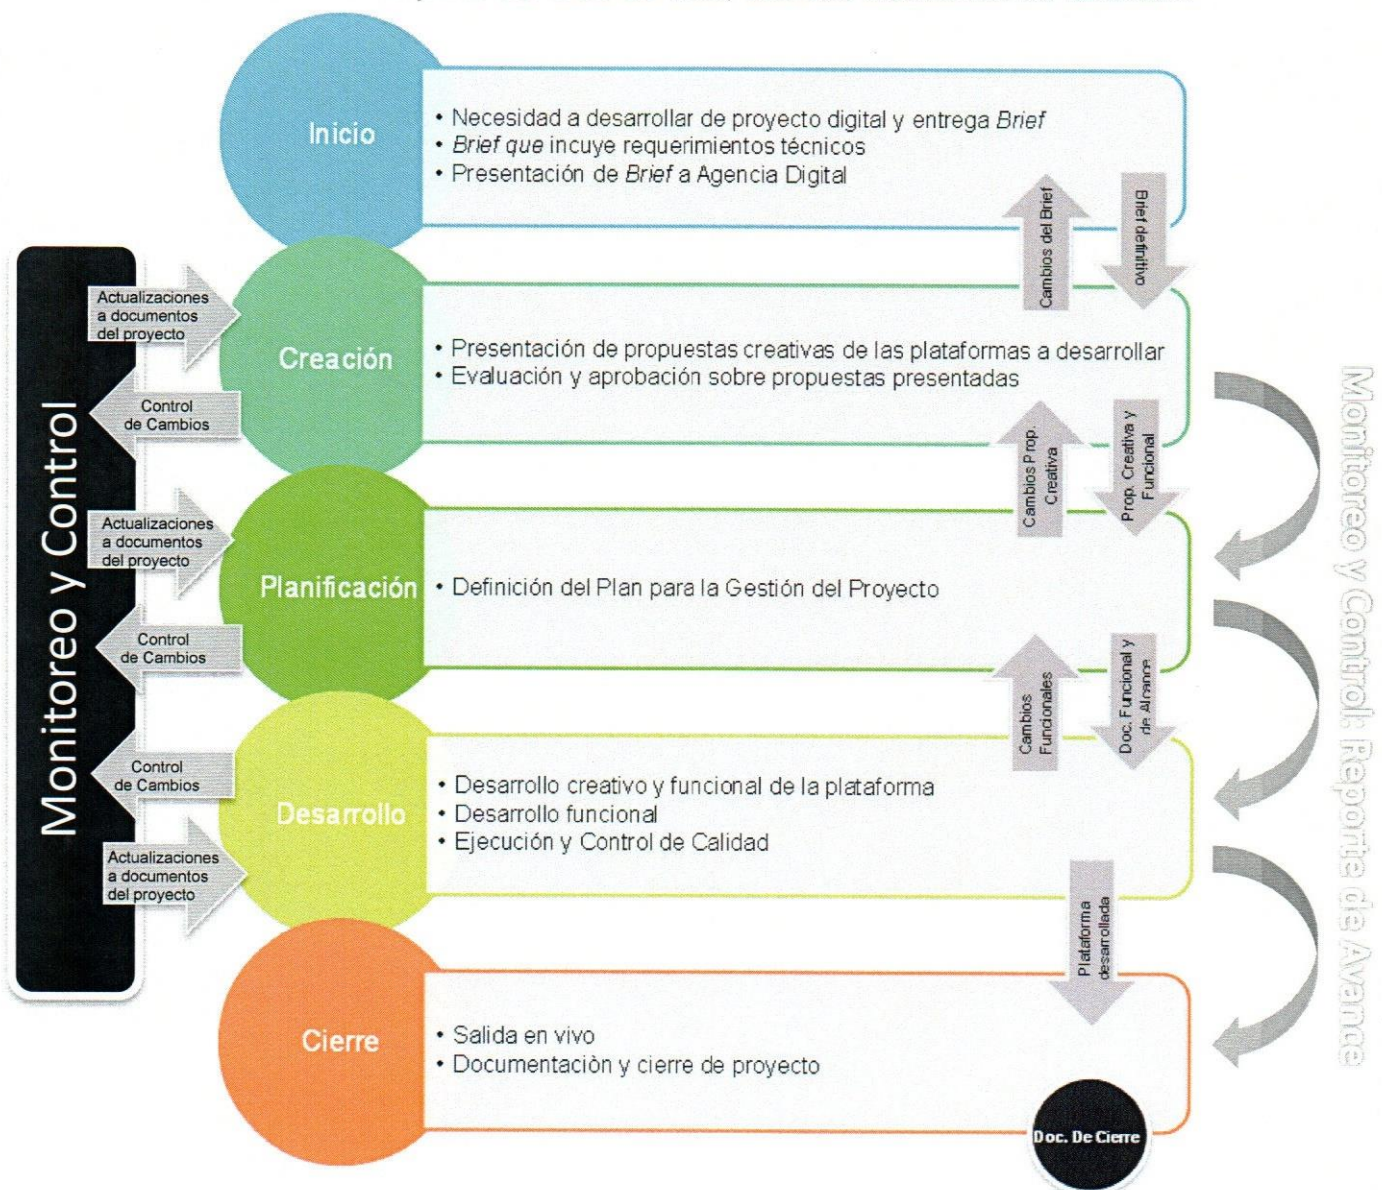 Inicio
• Necesidad a desarrollar de proyecto digital y entrega Brief
• Brief que incuye requerimientos técnicos
• Presentación de Brief a Agencia Digital
Cambios del Brief
Brief definitivo
Monitoreo y Control
Actualizaciones
a documentos
del proyecto
Control
de Cambios
Creación
• Presentación de propuestas creativas de las plataformas a desarrollar
• Evaluación y aprobación sobre propuestas presentadas
Cambios Prop.
Creativa
Prop. Creativa y
Funcional
Actualizaciones
a documentos
del proyecto
Control
de Cambios
Planificación
• Definición del Plan para la Gestión del Proyecto
Cambios
Funcionales
Doc. Funcional y
de Alcance
Control
de Cambios
Actualizaciones
a documentos
del proyecto
Desarrollo
• Desarrollo creativo y funcional de la plataforma
• Desarrollo funcional
• Ejecución y Control de Calidad
Plataforma
desarrollada
Cierre
• Salida en vivo
• Documentaciòn y cierre de proyecto
Doc. De Cierre
Monitoreo y Control: Reporte de Avance